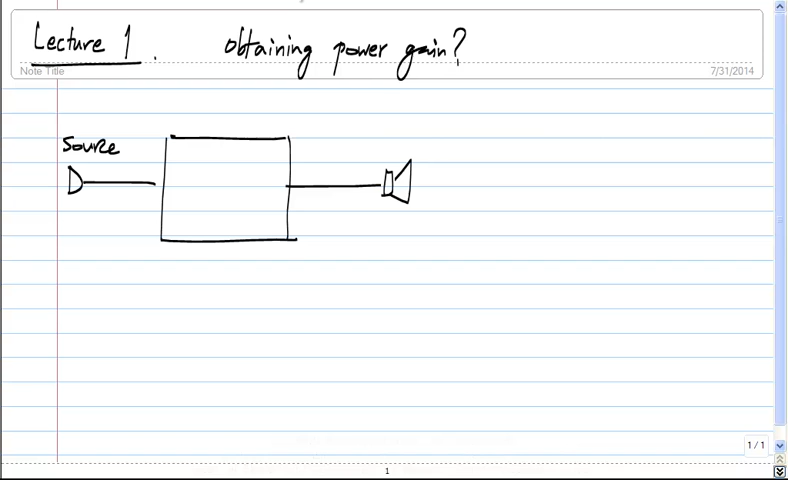 Lecture 1. obtaining power gain?
Note Title
7/31/2014
Source
1 / 1
1